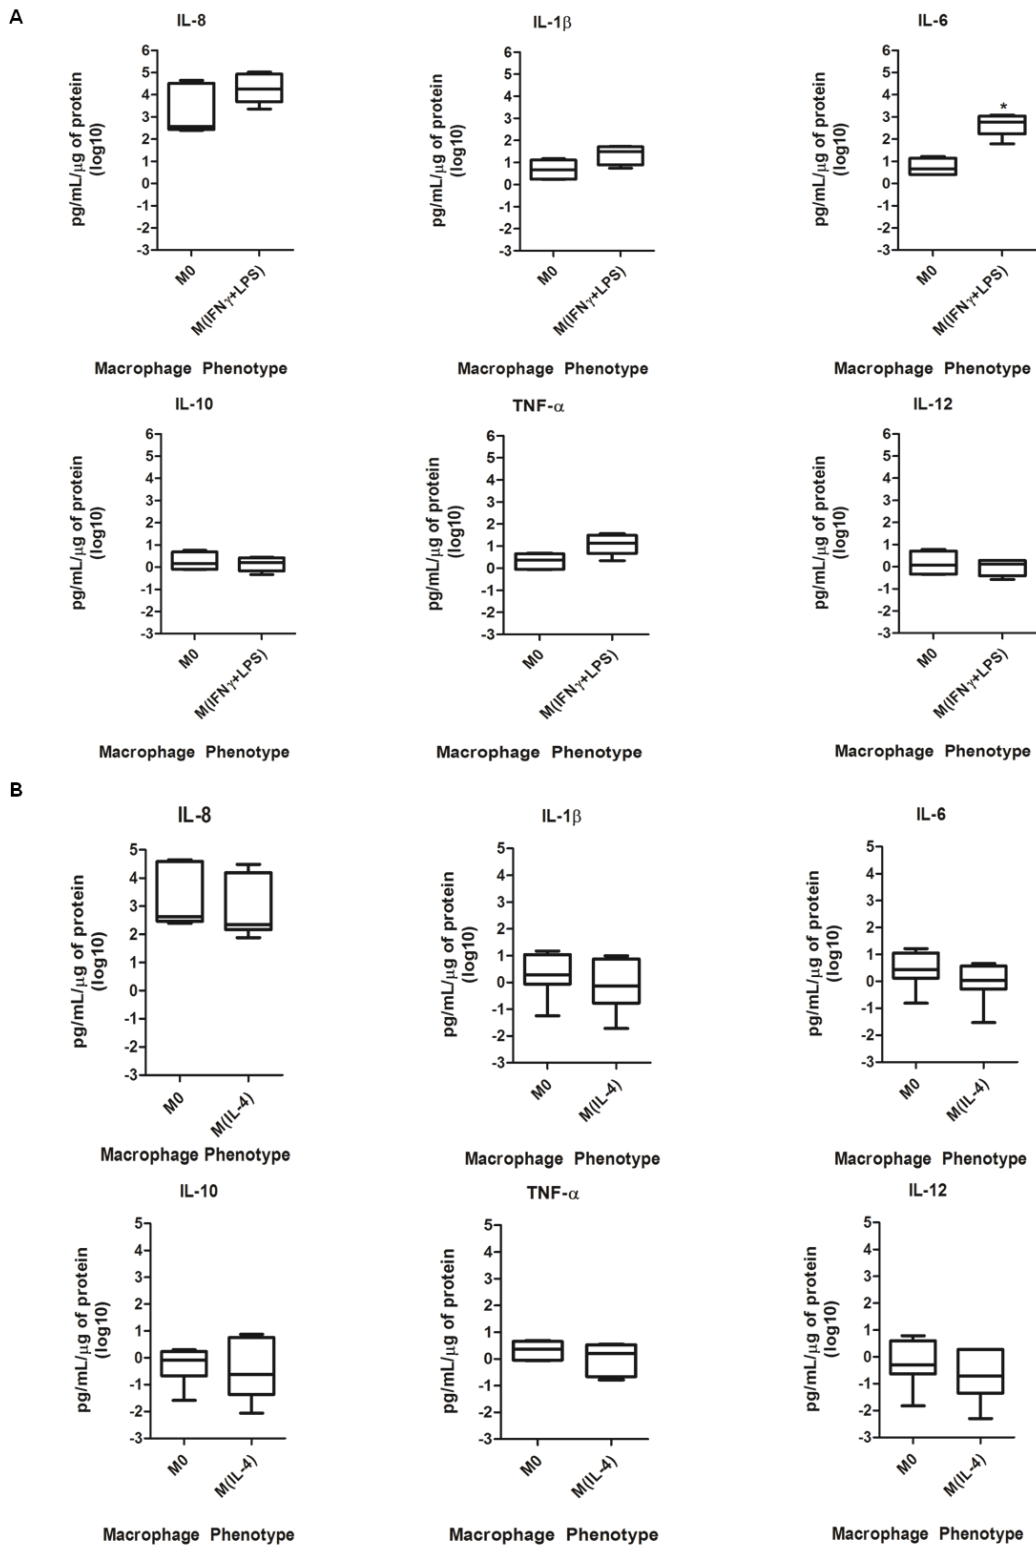 A
IL-8
IL-1β
IL-6
pg/mL/μg of protein
(log10)
6
5
4
3
2
1
0
-1
-2
-3
M0
M(IFNγ+LPS)
Macrophage Phenotype
pg/mL/μg of protein
(log10)
6
5
4
3
2
1
0
-1
-2
-3
M0
M(IFNγ+LPS)
Macrophage Phenotype
pg/mL/μg of protein
(log10)
6
5
4
3
2
1
0
-1
-2
-3
*
M0
M(IFNγ+LPS)
Macrophage Phenotype
IL-10
TNF-α
IL-12
pg/mL/μg of protein
(log10)
6
5
4
3
2
1
0
-1
-2
-3
M0
M(IFNγ+LPS)
Macrophage Phenotype
pg/mL/μg of protein
(log10)
6
5
4
3
2
1
0
-1
-2
-3
M0
M(IFNγ+LPS)
Macrophage Phenotype
pg/mL/μg of protein
(log10)
6
5
4
3
2
1
0
-1
-2
-3
M0
M(IFNγ+LPS)
Macrophage Phenotype
B
IL-8
IL-1β
IL-6
pg/mL/μg of protein
(log10)
5
4
3
2
1
0
-1
-2
-3
M0
M(IL-4)
Macrophage Phenotype
pg/mL/μg of protein
(log10)
5
4
3
2
1
0
-1
-2
-3
M0
M(IL-4)
Macrophage Phenotype
pg/mL/μg of protein
(log10)
5
4
3
2
1
0
-1
-2
-3
M0
M(IL-4)
Macrophage Phenotype
IL-10
TNF-α
IL-12
pg/mL/μg of protein
(log10)
5
4
3
2
1
0
-1
-2
-3
M0
M(IL-4)
Macrophage Phenotype
pg/mL/μg of protein
(log10)
5
4
3
2
1
0
-1
-2
-3
M0
M(IL-4)
Macrophage Phenotype
pg/mL/μg of protein
(log10)
5
4
3
2
1
0
-1
-2
-3
M0
M(IL-4)
Macrophage Phenotype